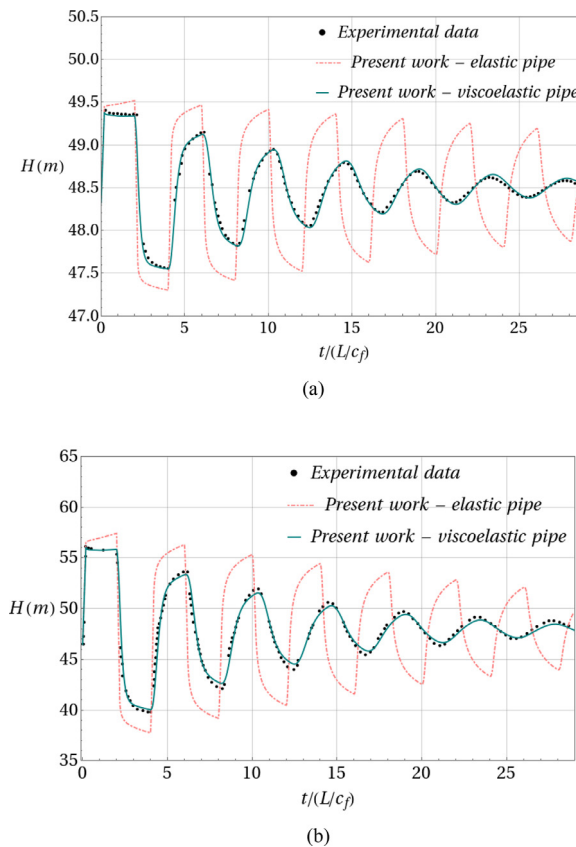 50.5
50.0
49.5
49.0
H(m)
48.5
48.0
47.5
47.0
Experimental data
Present work – elastic pipe
Present work – viscoelastic pipe
0 5 10 15 20 25
t/(L/c_f)
(a)
65
60
55
50
H(m)
45
40
35
Experimental data
Present work – elastic pipe
Present work – viscoelastic pipe
0 5 10 15 20 25
t/(L/c_f)
(b)